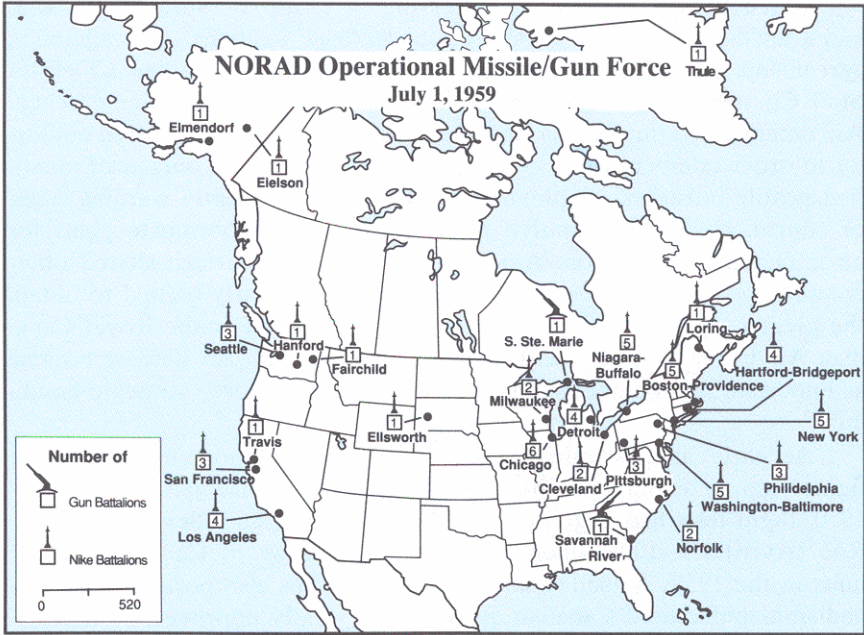 NORAD Operational Missile/Gun Force
July 1, 1959
1
Thule
1
Elmendorf
1
Eielson
3
Seattle
1
Hanford
1
Fairchild
1
S. Ste. Marie
5
Niagara-
Buffalo
1
Loring
5
Boston-Providence
4
Hartford-Bridgeport
2
Milwaukee
4
Detroit
1
Ellsworth
1
Travis
5
New York
3
San Francisco
6
Chicago
2
Cleveland
3
Pittsburgh
3
Philidelphia
5
Washington-Baltimore
4
Los Angeles
1
Savannah
River
2
Norfolk
Number of
Gun Battalions
Nike Battalions
0 520